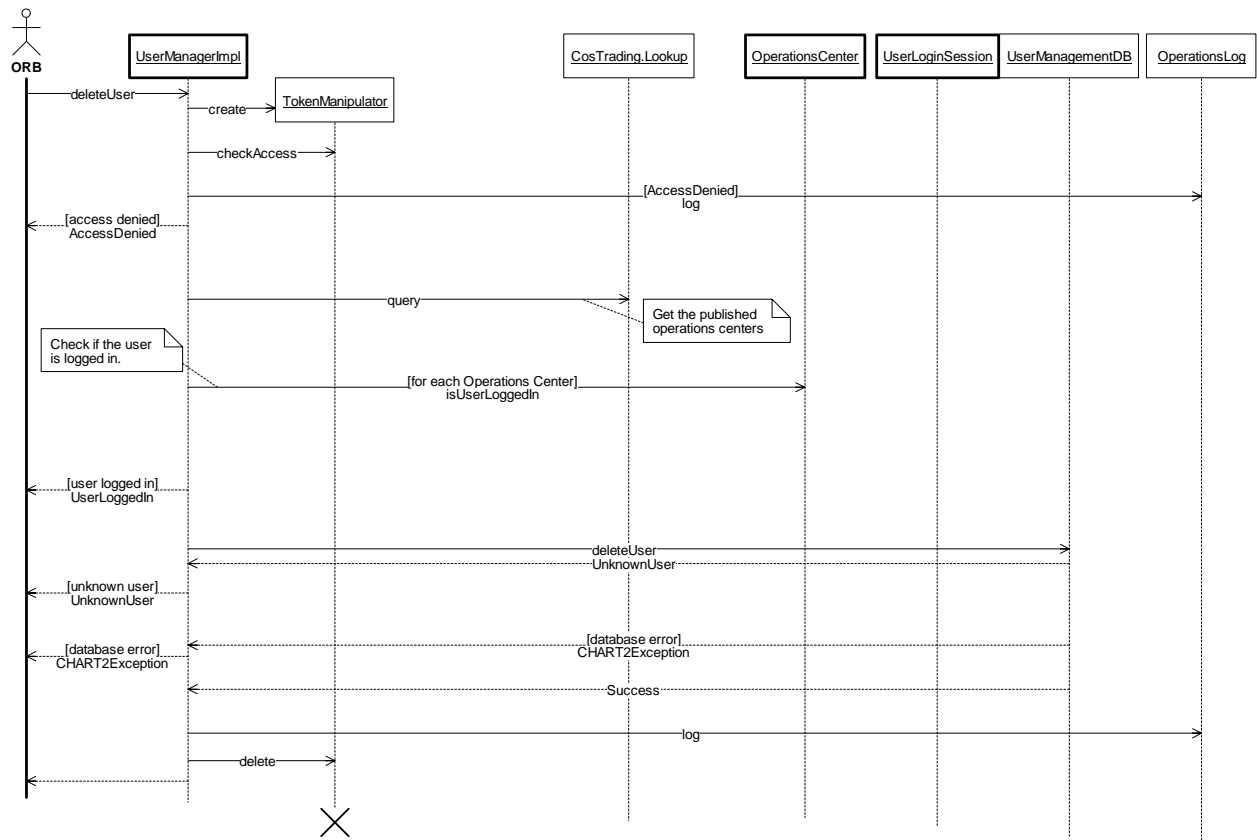 ORB
UserManagerImpl
CosTrading.Lookup
OperationsCenter
UserLoginSession
UserManagementDB
OperationsLog
deleteUser
TokenManipulator
create
checkAccess
[AccessDenied]
log
[access denied]
AccessDenied
query
Get the published
operations centers
Check if the user
is logged in.
[for each Operations Center]
isUserLoggedIn
[user logged in]
UserLoggedIn
deleteUser
UnknownUser
[unknown user]
UnknownUser
[database error]
CHART2Exception
[database error]
CHART2Exception
Success
log
delete